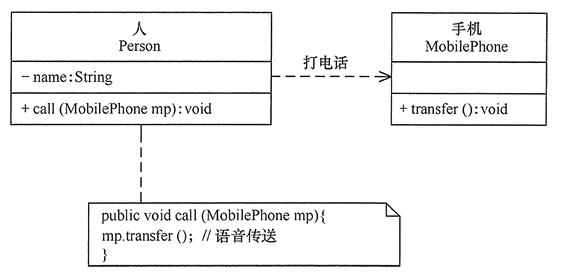 人
Person
- name:String
+ call (MobilePhone mp):void
打电话
手机
MobilePhone
+ transfer ():void
public void call (MobilePhone mp){
mp.transfer (); // 语音传送
}